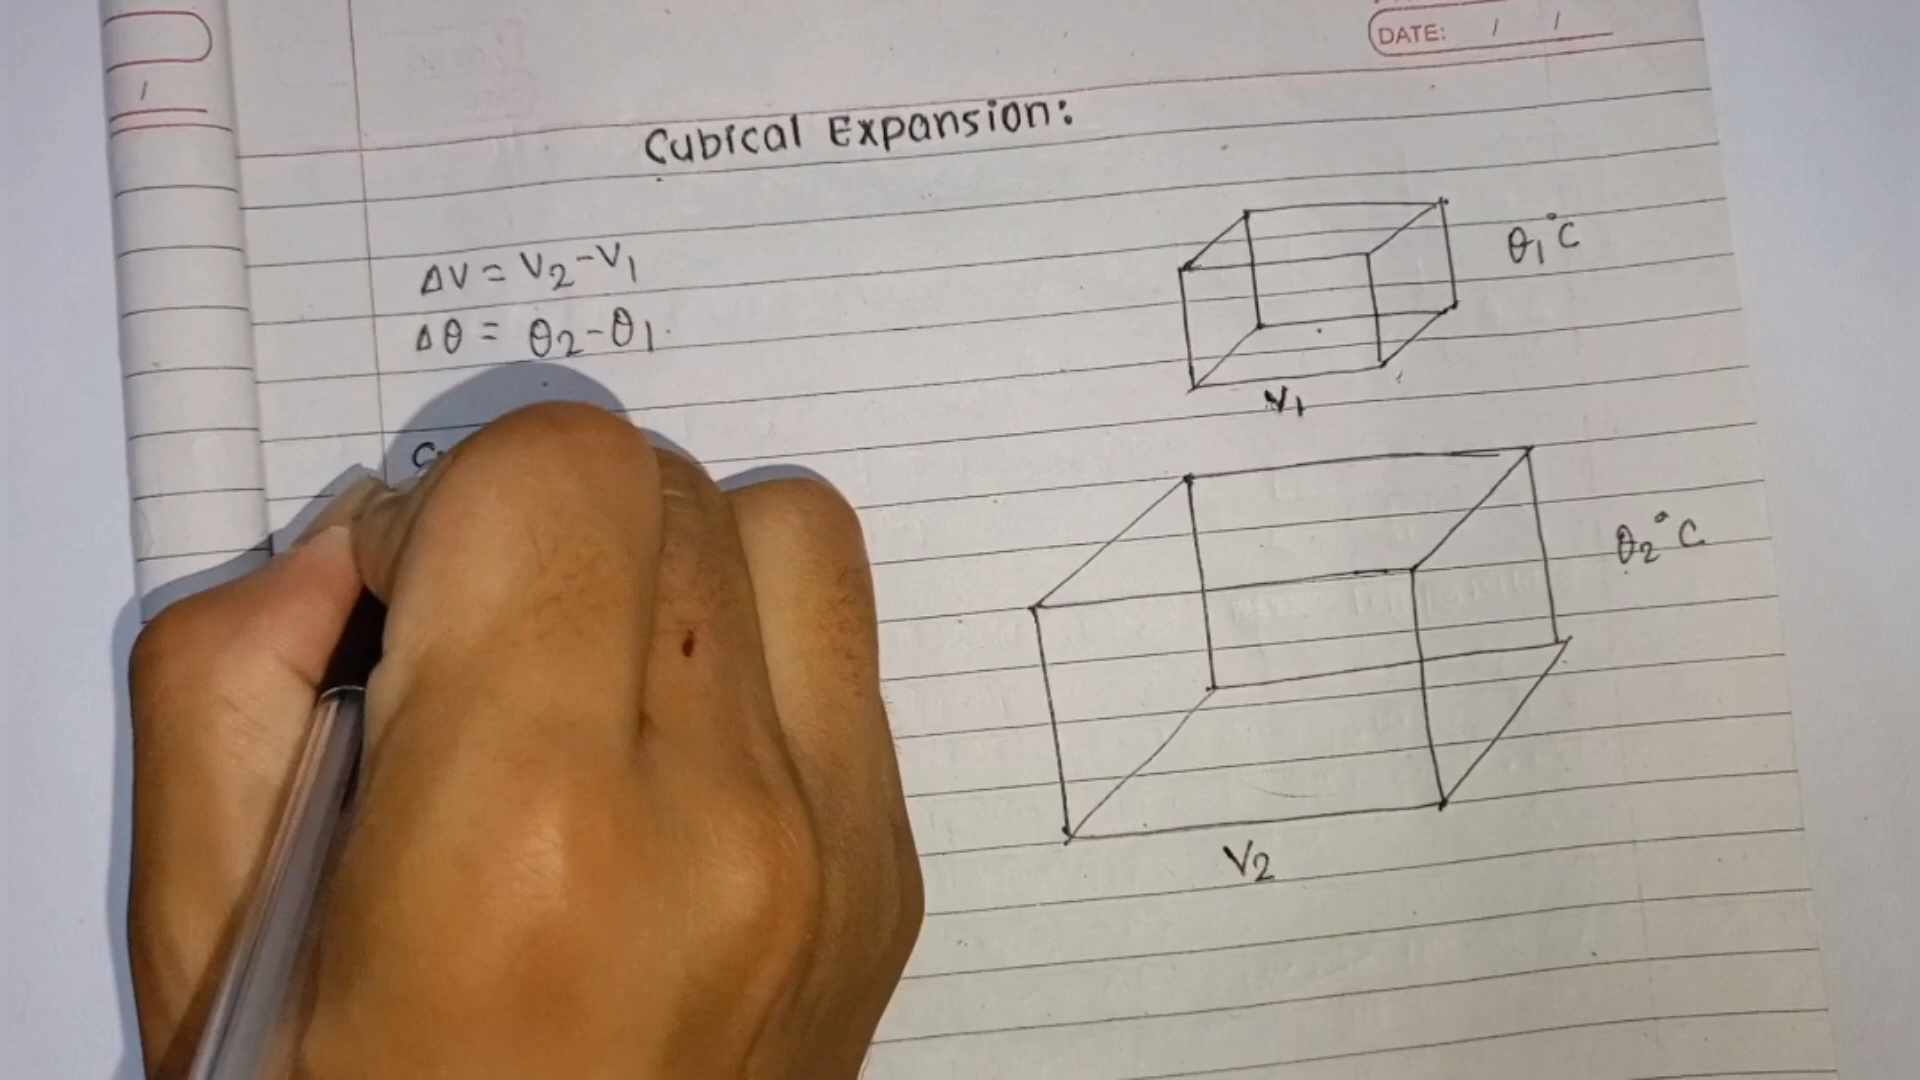 DATE: / /
/
Cubical Expansion:
ΔV = V₂-V₁
Δθ = θ₂-θ₁.
θ₁°C
V₁
θ₂°C
V₂